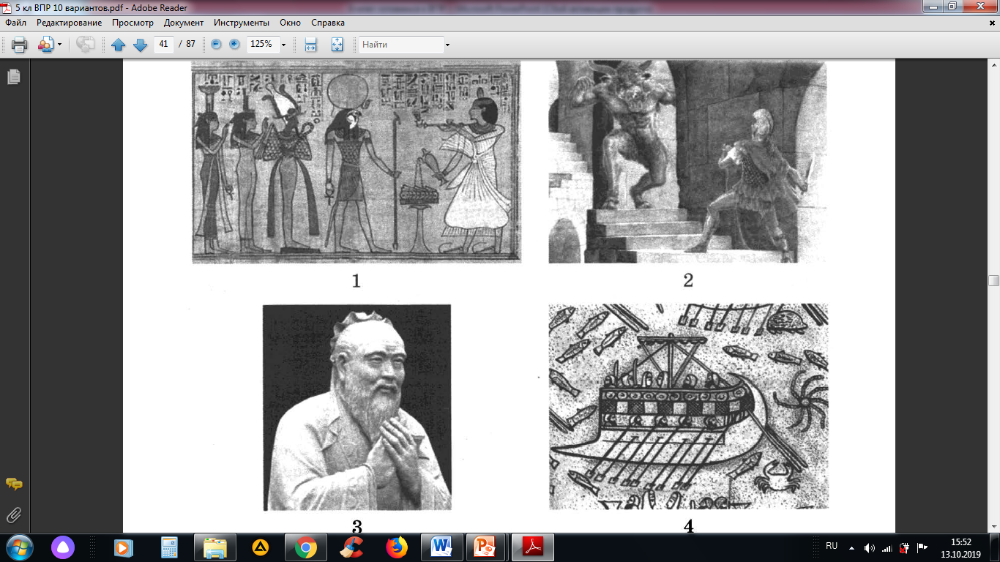 5 кл ВПР 10 вариантов.pdf - Adobe Reader
Файл Редактирование Просмотр Документ Инструменты Окно Справка
41 / 87 125% Найти
1 2
3 4
RU 15:52
13.10.2019